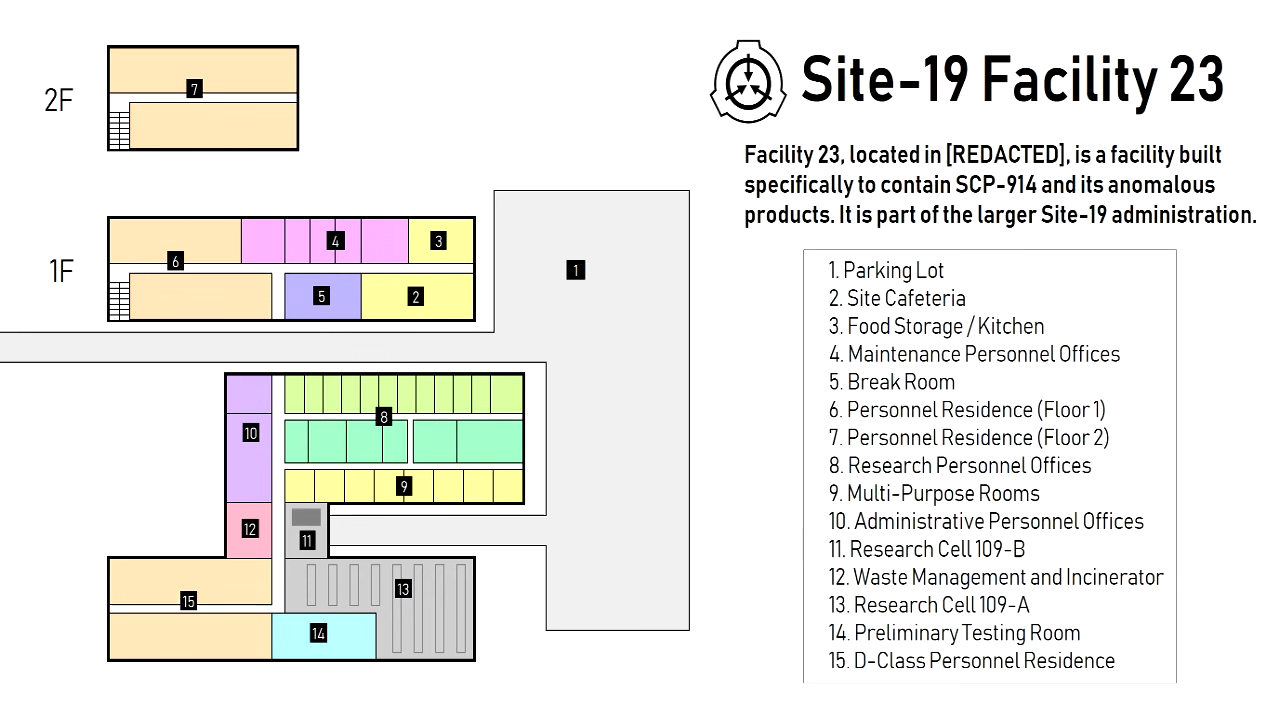 Site-19 Facility 23
Facility 23, located in [REDACTED], is a facility built
specifically to contain SCP-914 and its anomalous
products. It is part of the larger Site-19 administration.
2F
7
1F
6
4
3
5
2
1
8
10
9
12
11
13
15
14
1. Parking Lot
2. Site Cafeteria
3. Food Storage / Kitchen
4. Maintenance Personnel Offices
5. Break Room
6. Personnel Residence (Floor 1)
7. Personnel Residence (Floor 2)
8. Research Personnel Offices
9. Multi-Purpose Rooms
10. Administrative Personnel Offices
11. Research Cell 109-B
12. Waste Management and Incinerator
13. Research Cell 109-A
14. Preliminary Testing Room
15. D-Class Personnel Residence